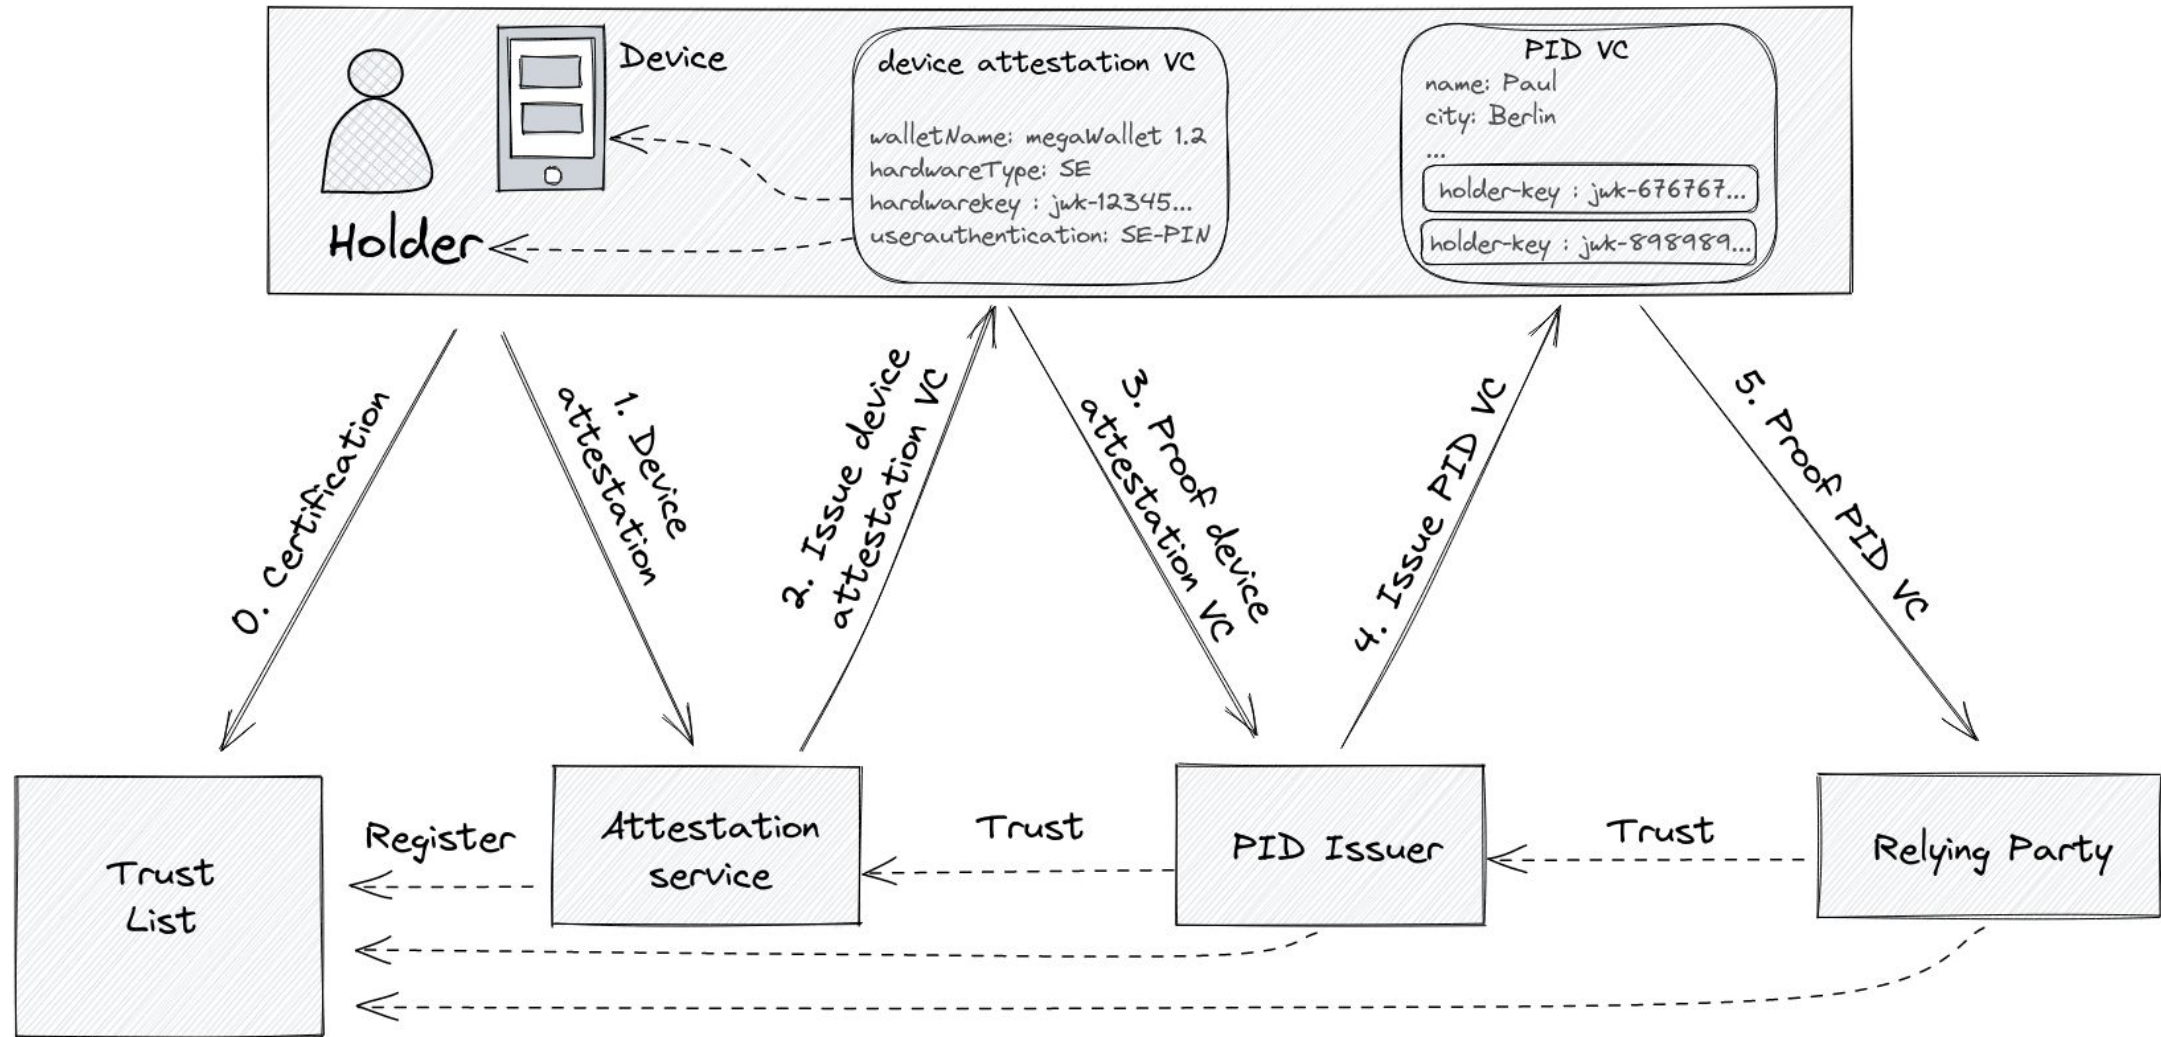 Device
Holder
device attestation VC
walletName: megaWallet 1.2
hardwareType: SE
hardwarekey : jwk-12345...
userauthentication: SE-PIN
PID VC
name: Paul
city: Berlin
...
holder-key : jwk-676767...
holder-key : jwk-898989...
0. Certification
1. Device
attestation
2. Issue device
attestation VC
3. Proof device
attestation VC
4. Issue PID VC
5. Proof PID VC
Trust
List
Register
Attestation
service
Trust
PID Issuer
Trust
Relying Party